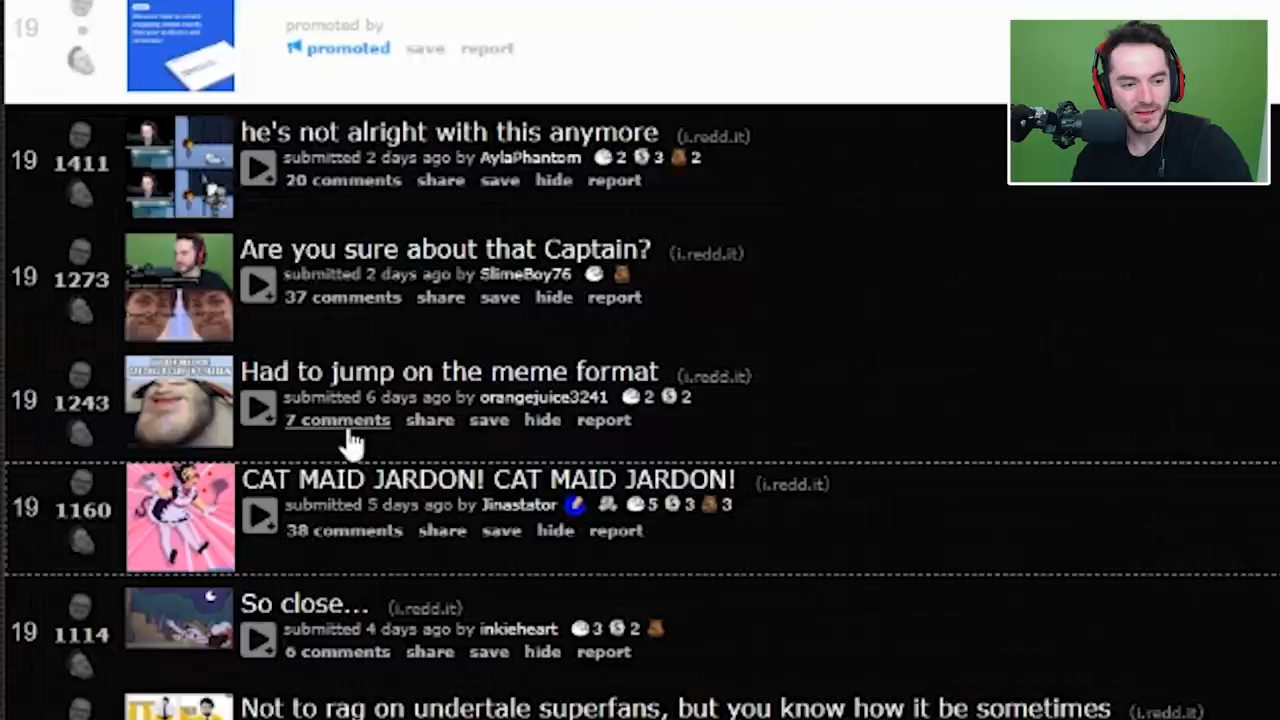 19
promoted by
promoted save report
he's not alright with this anymore (i.redd.it)
19 1411
submitted 2 days ago by AylaPhantom 2 3 2
20 comments share save hide report
Are you sure about that Captain? (i.redd.it)
19 1273
submitted 2 days ago by SlimeBoy76
37 comments share save hide report
Had to jump on the meme format (i.redd.it)
19 1243
submitted 6 days ago by orangejuice3241 2 2
7 comments share save hide report
CAT MAID JARDON! CAT MAID JARDON! (i.redd.it)
19 1160
submitted 5 days ago by Jinastator 5 3 3
38 comments share save hide report
So close... (i.redd.it)
19 1114
submitted 4 days ago by inkieheart 3 2
6 comments share save hide report
Not to rag on undertale superfans, but you know how it be sometimes (i.redd.it)